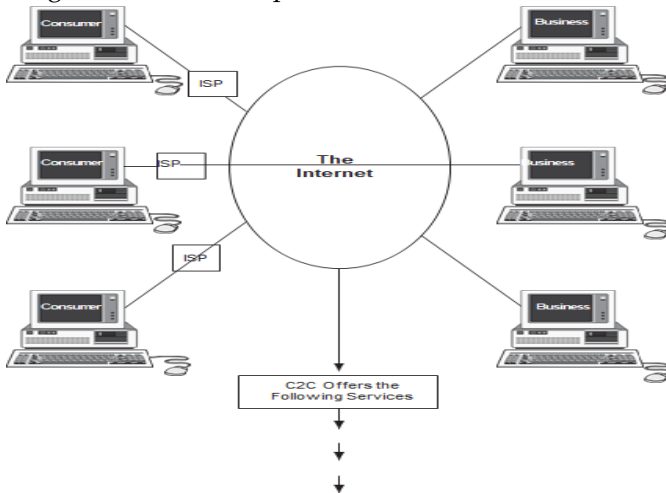 Consumer
Business
ISP
Consumer
ISP
The
Internet
Business
ISP
Consumer
Business
C2C Offers the
Following Services